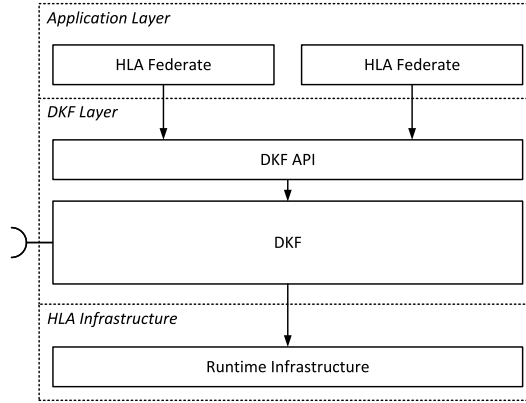 Application Layer
HLA Federate
HLA Federate
DKF Layer
DKF API
DKF
HLA Infrastructure
Runtime Infrastructure